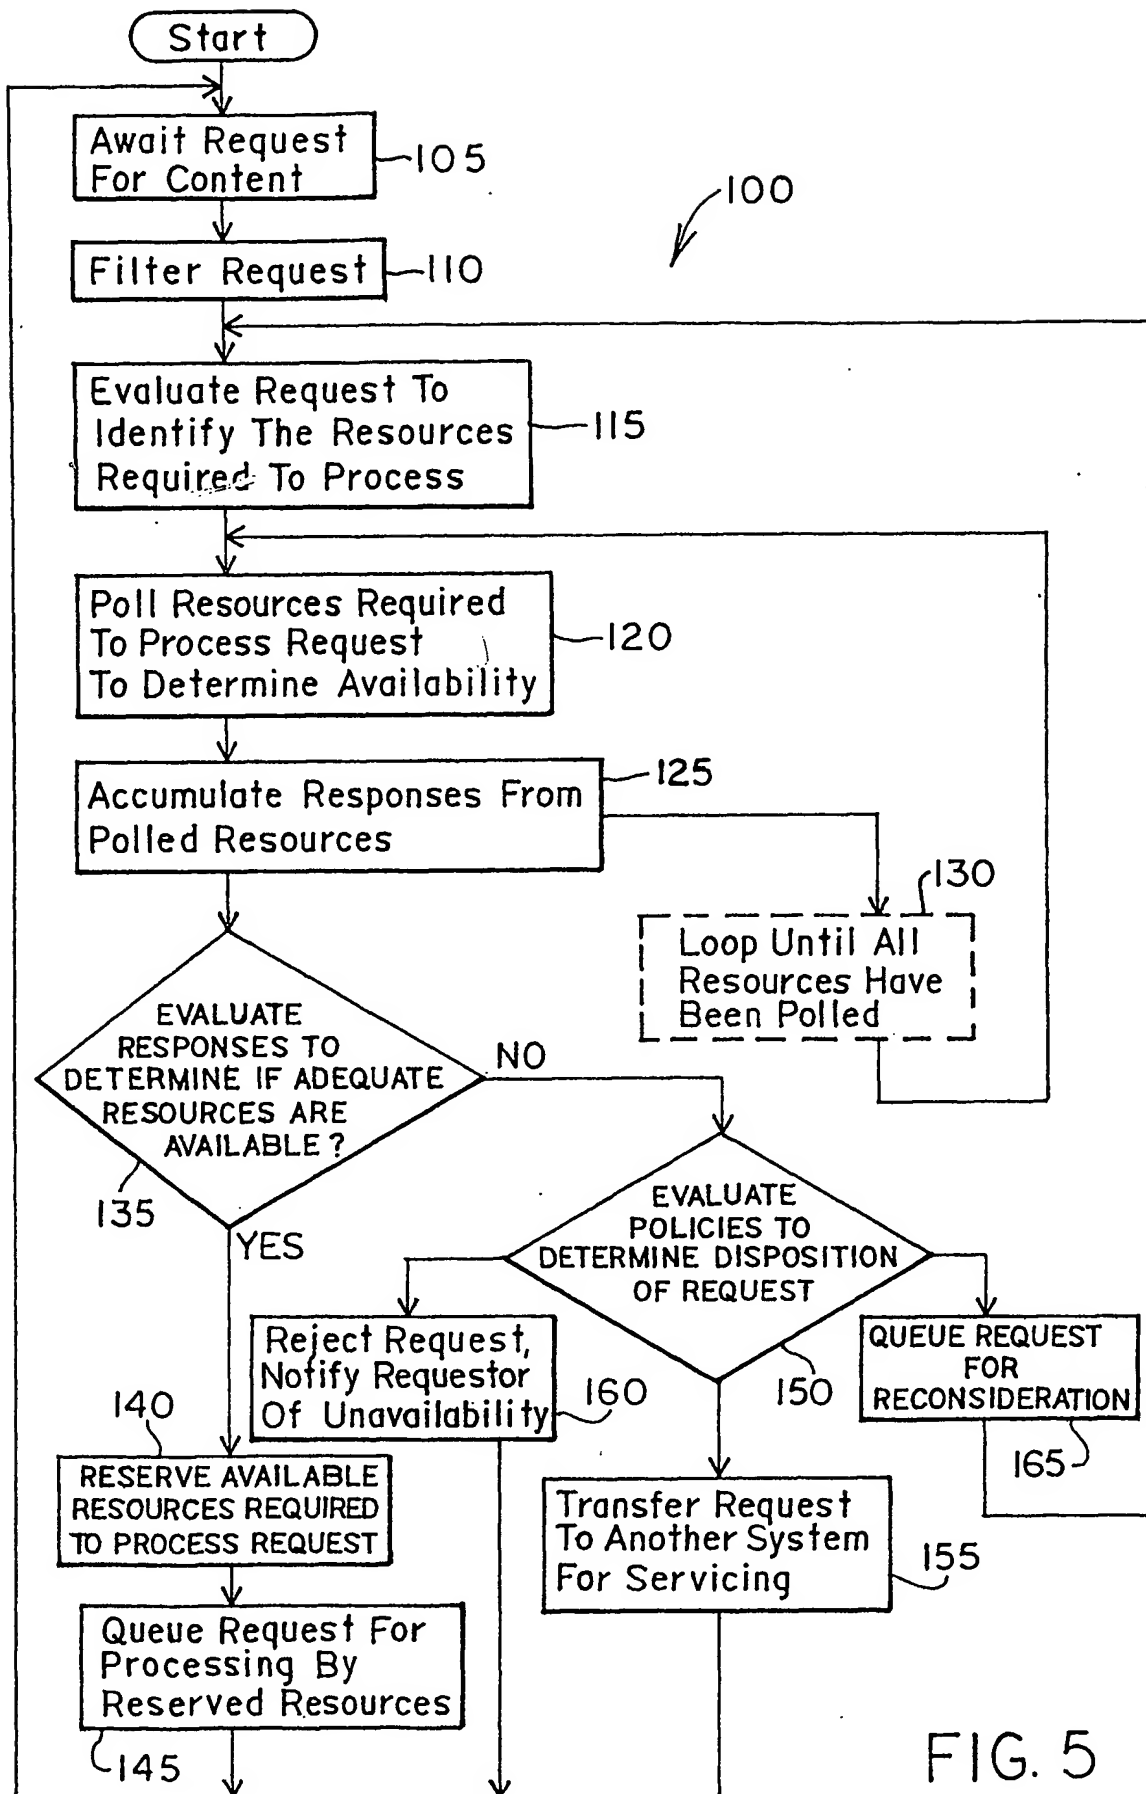 Start
Await Request
For Content
105
100
Filter Request
110
Evaluate Request To
Identify The Resources
Required To Process
115
Poll Resources Required
To Process Request
To Determine Availability
120
Accumulate Responses From
Polled Resources
125
130
Loop Until All
Resources Have
Been Polled
EVALUATE
RESPONSES TO
DETERMINE IF ADEQUATE
RESOURCES ARE
AVAILABLE?
135
NO
YES
EVALUATE
POLICIES TO
DETERMINE DISPOSITION
OF REQUEST
150
Reject Request,
Notify Requestor
Of Unavailability
160
QUEUE REQUEST
FOR
RECONSIDERATION
165
140
RESERVE AVAILABLE
RESOURCES REQUIRED
TO PROCESS REQUEST
Transfer Request
To Another System
For Servicing
155
Queue Request For
Processing By
Reserved Resources
145
FIG. 5